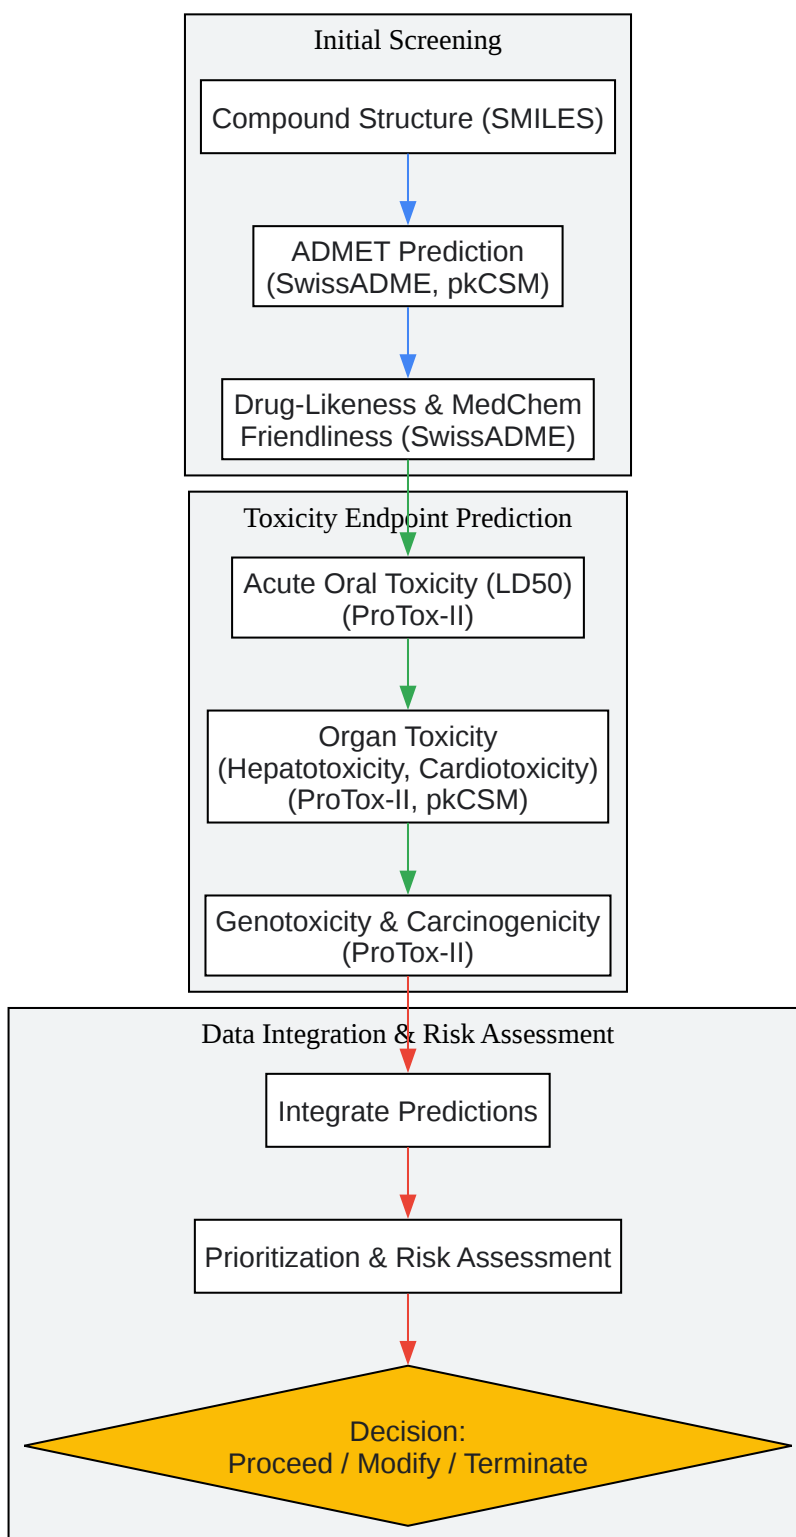 Initial Screening
Compound Structure (SMILES)
ADMET Prediction
(SwissADME, pkCSM)
Drug-Likeness & MedChem
Friendliness (SwissADME)
Toxicity Endpoint Prediction
Acute Oral Toxicity (LD50)
(ProTox-II)
Organ Toxicity
(Hepatotoxicity, Cardiotoxicity)
(ProTox-II, pkCSM)
Genotoxicity & Carcinogenicity
(ProTox-II)
Data Integration & Risk Assessment
Integrate Predictions
Prioritization & Risk Assessment
Decision:
Proceed / Modify / Terminate